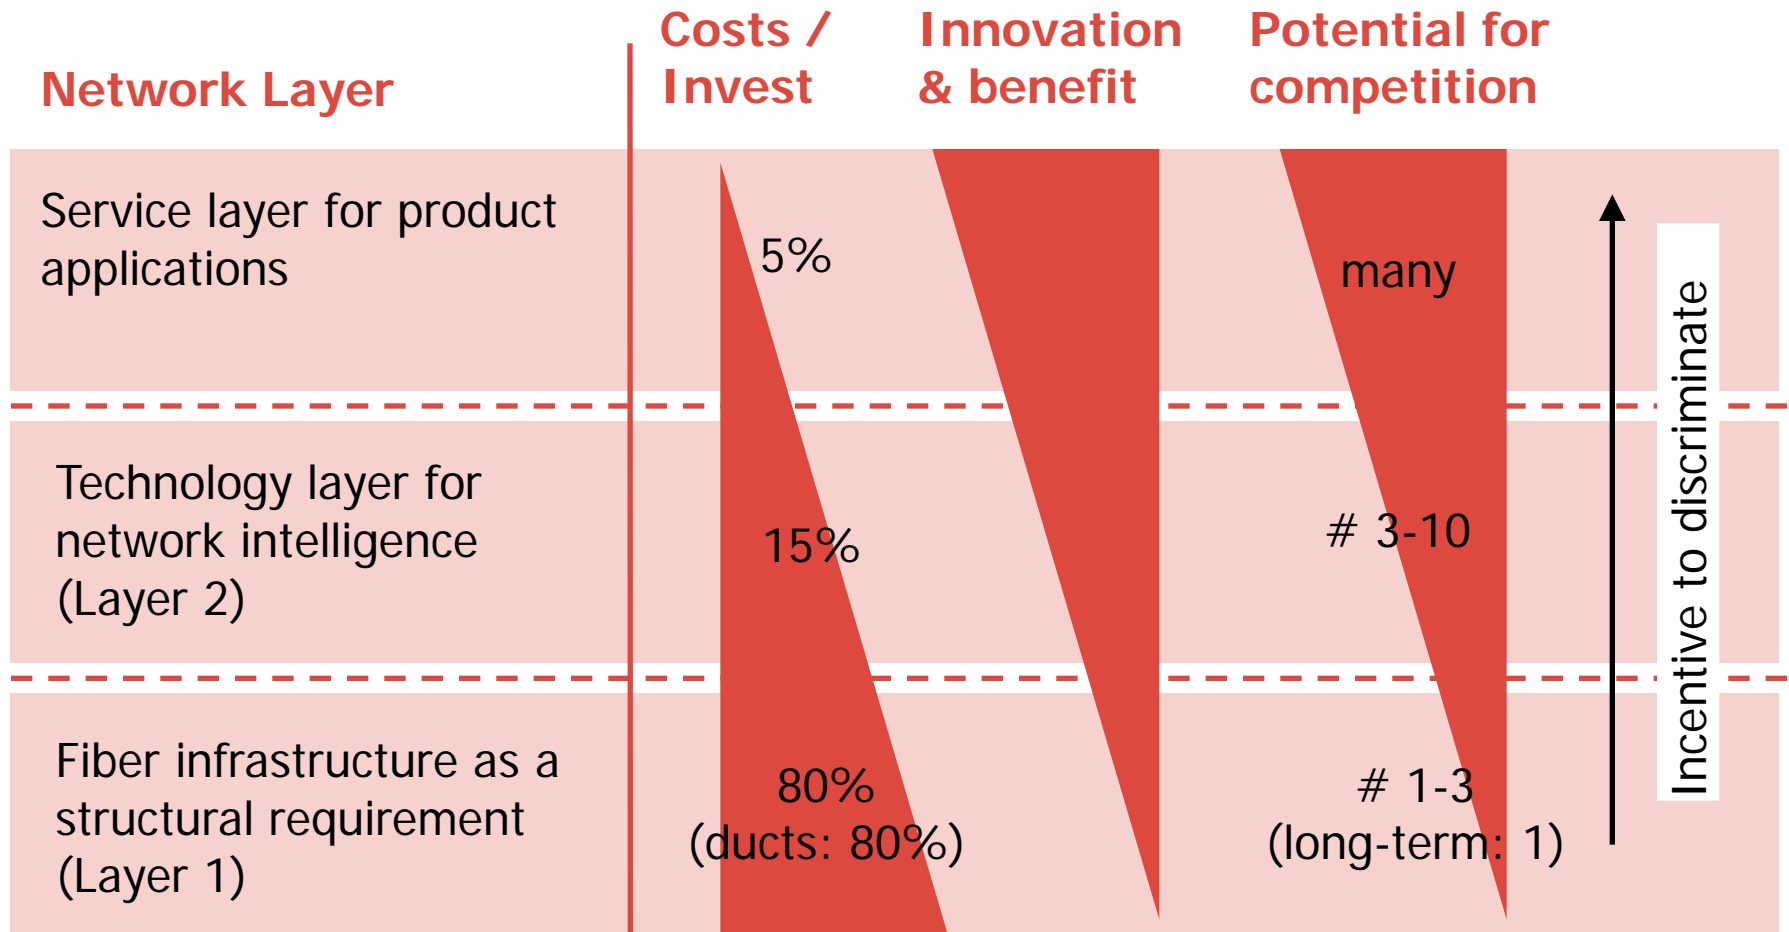 Network Layer
Costs /
Invest
Innovation
& benefit
Potential for
competition
Service layer for product
applications
5%
many
Technology layer for
network intelligence
(Layer 2)
15%
# 3-10
Fiber infrastructure as a
structural requirement
(Layer 1)
80%
(ducts: 80%)
# 1-3
(long-term: 1)
Incentive to discriminate